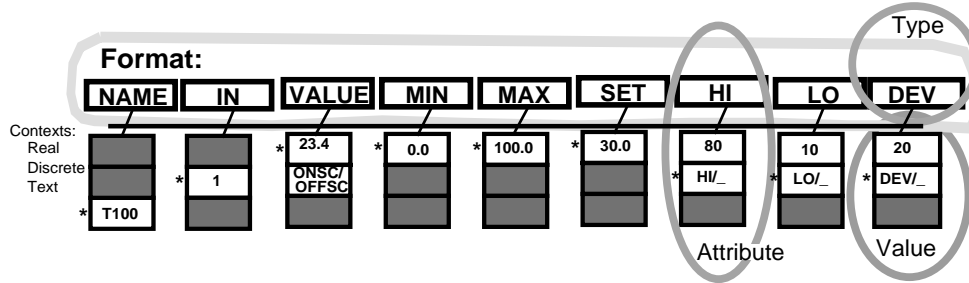 Type
Format:
NAME IN VALUE MIN MAX SET HI LO DEV
Contexts:
Real * 23.4 * 0.0 * 100.0 * 30.0 80 10 20
Discrete * 1 ONSC/ OFFSC * HI/_ * LO/_ * DEV/_
Text * T100
Attribute Value